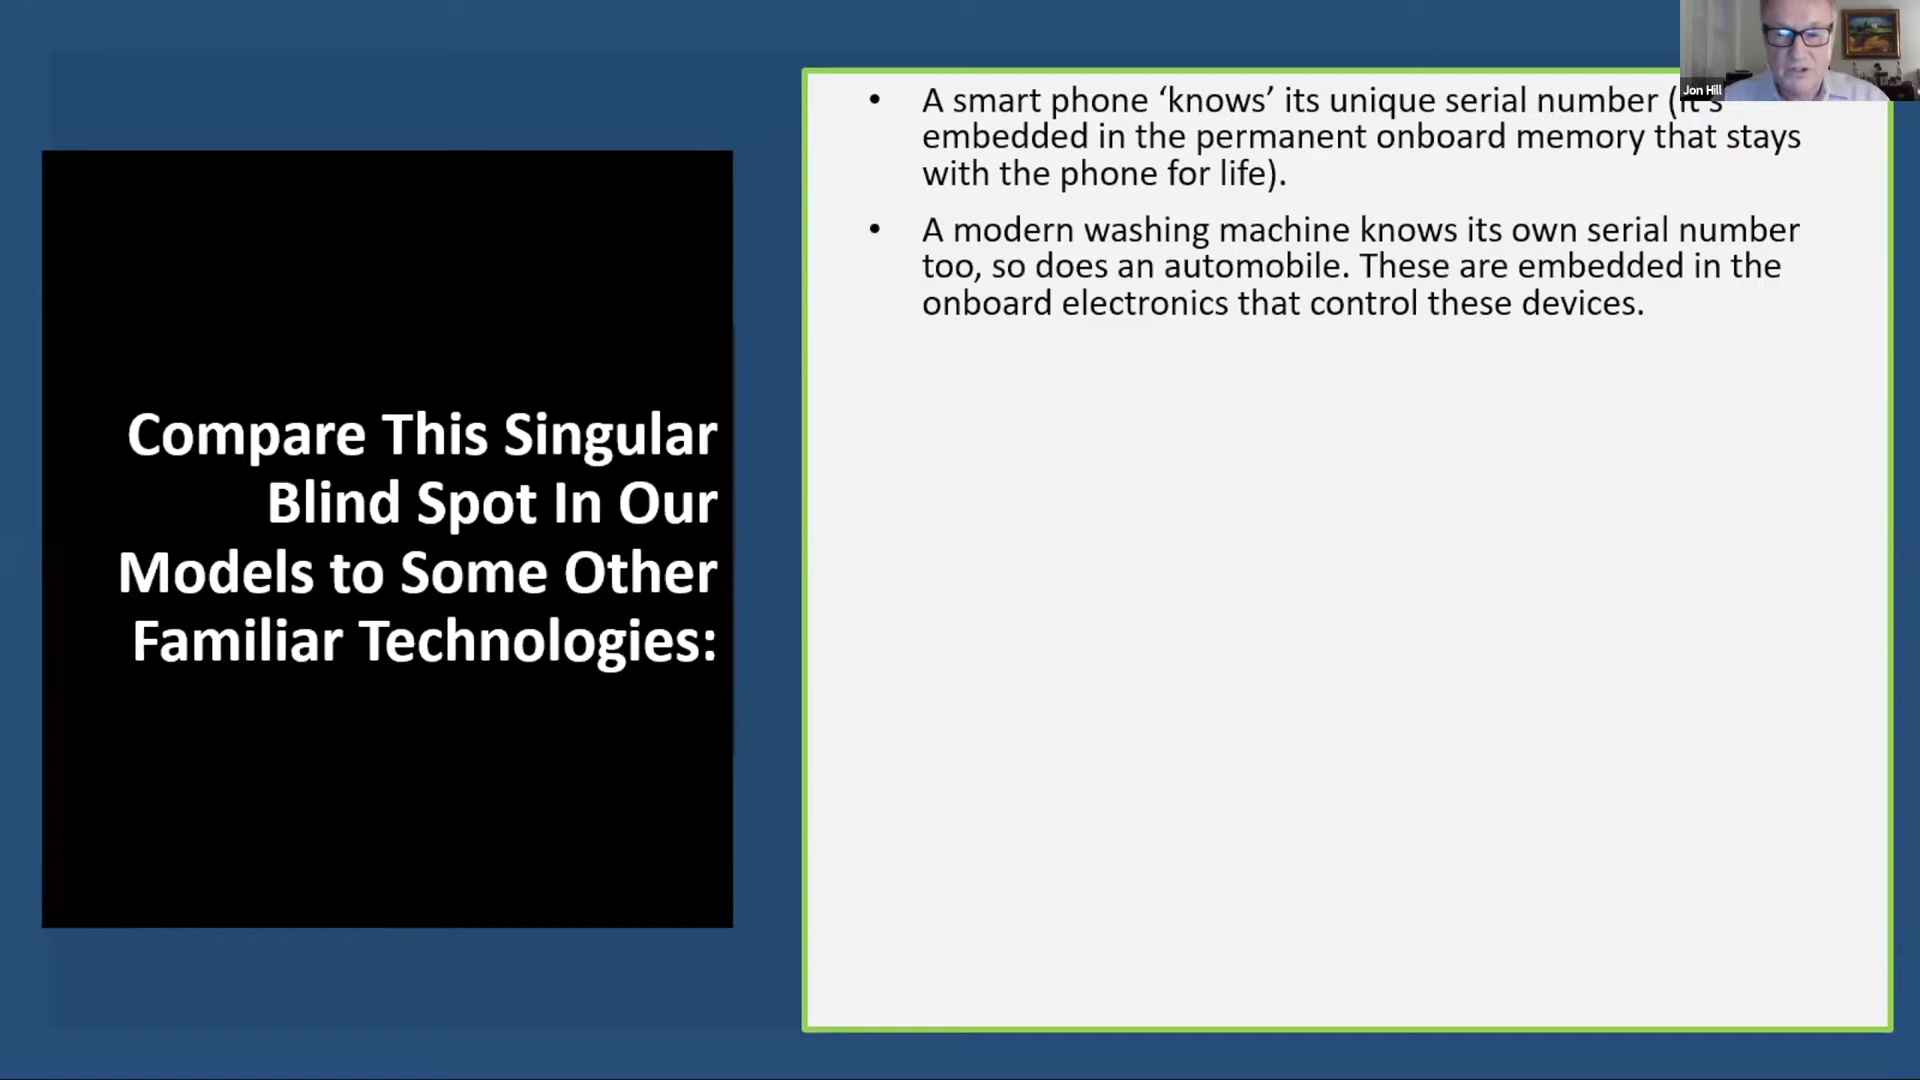 Jon Hill
Compare This Singular
Blind Spot In Our
Models to Some Other
Familiar Technologies:
• A smart phone ‘knows’ its unique serial number (it’s
embedded in the permanent onboard memory that stays
with the phone for life).
• A modern washing machine knows its own serial number
too, so does an automobile. These are embedded in the
onboard electronics that control these devices.